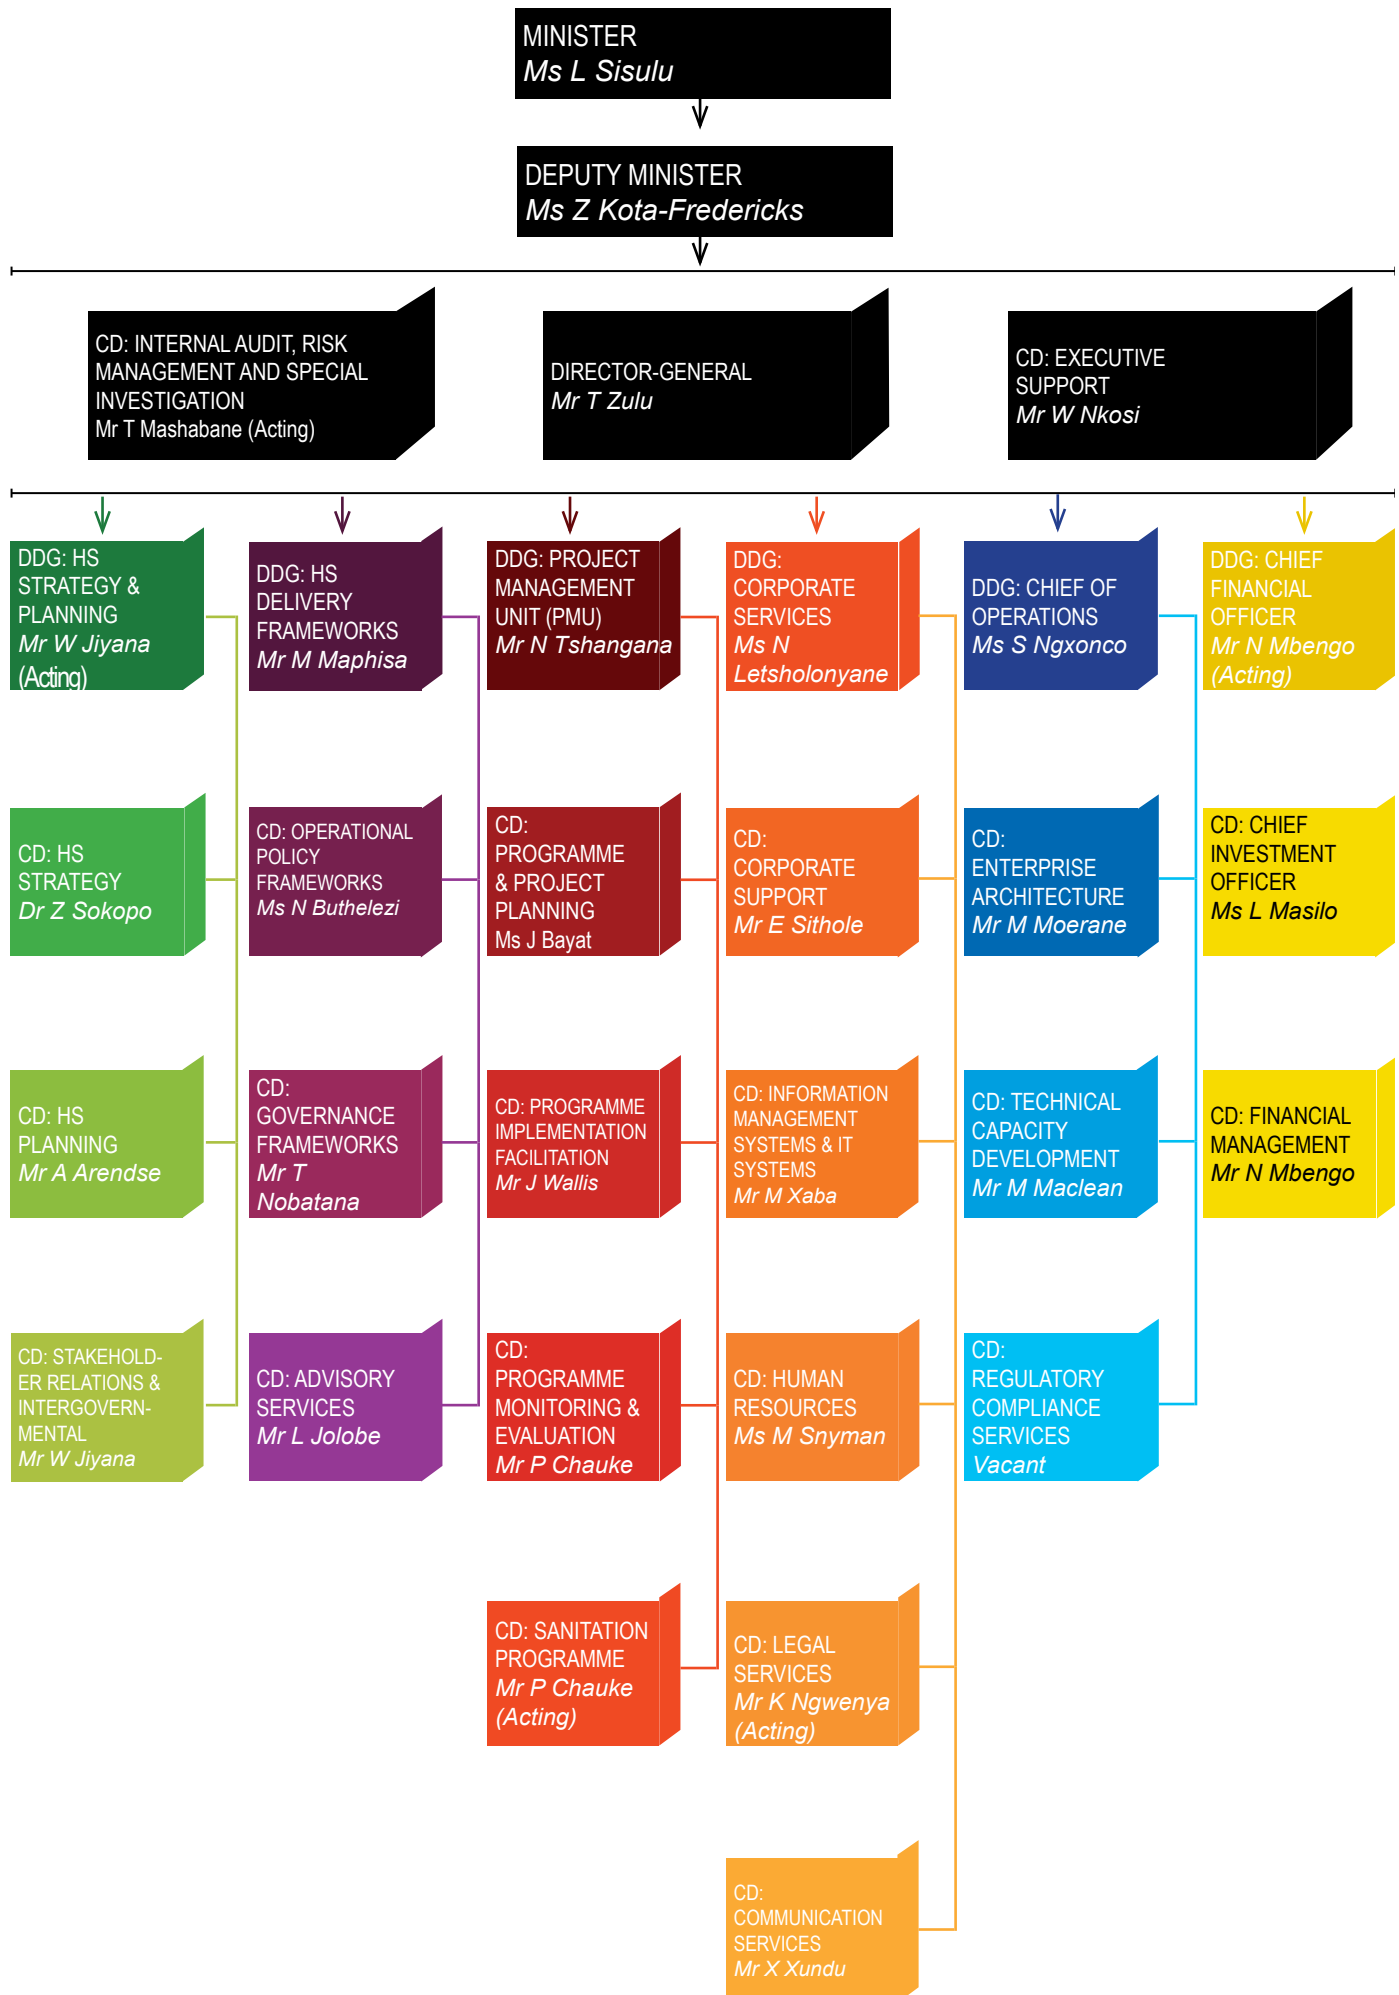 MINISTER
Ms L Sisulu
DEPUTY MINISTER
Ms Z Kota-Fredericks
CD: INTERNAL AUDIT, RISK
MANAGEMENT AND SPECIAL
INVESTIGATION
Mr T Mashabane (Acting)
DIRECTOR-GENERAL
Mr T Zulu
CD: EXECUTIVE
SUPPORT
Mr W Nkosi
DDG: HS
STRATEGY &
PLANNING
Mr W Jiyana
(Acting)
DDG: HS
DELIVERY
FRAMEWORKS
Mr M Maphisa
DDG: PROJECT
MANAGEMENT
UNIT (PMU)
Mr N Tshangana
DDG:
CORPORATE
SERVICES
Ms N
Letsholonyane
DDG: CHIEF OF
OPERATIONS
Ms S Ngxonco
DDG: CHIEF
FINANCIAL
OFFICER
Mr N Mbengo
(Acting)
CD: HS
STRATEGY
Dr Z Sokopo
CD: OPERATIONAL
POLICY
FRAMEWORKS
Ms N Buthelezi
CD:
PROGRAMME
& PROJECT
PLANNING
Ms J Bayat
CD:
CORPORATE
SUPPORT
Mr E Sithole
CD:
ENTERPRISE
ARCHITECTURE
Mr M Moerane
CD: CHIEF
INVESTMENT
OFFICER
Ms L Masilo
CD: HS
PLANNING
Mr A Arendse
CD:
GOVERNANCE
FRAMEWORKS
Mr T
Nobatana
CD: PROGRAMME
IMPLEMENTATION
FACILITATION
Mr J Wallis
CD: INFORMATION
MANAGEMENT
SYSTEMS & IT
SYSTEMS
Mr M Xaba
CD: TECHNICAL
CAPACITY
DEVELOPMENT
Mr M Maclean
CD: FINANCIAL
MANAGEMENT
Mr N Mbengo
CD: STAKEHOLD-
ER RELATIONS &
INTERGOVERN-
MENTAL
Mr W Jiyana
CD: ADVISORY
SERVICES
Mr L Jolobe
CD:
PROGRAMME
MONITORING &
EVALUATION
Mr P Chauke
CD: HUMAN
RESOURCES
Ms M Snyman
CD:
REGULATORY
COMPLIANCE
SERVICES
Vacant
CD: SANITATION
PROGRAMME
Mr P Chauke
(Acting)
CD: LEGAL
SERVICES
Mr K Ngwenya
(Acting)
CD:
COMMUNICATION
SERVICES
Mr X Xundu